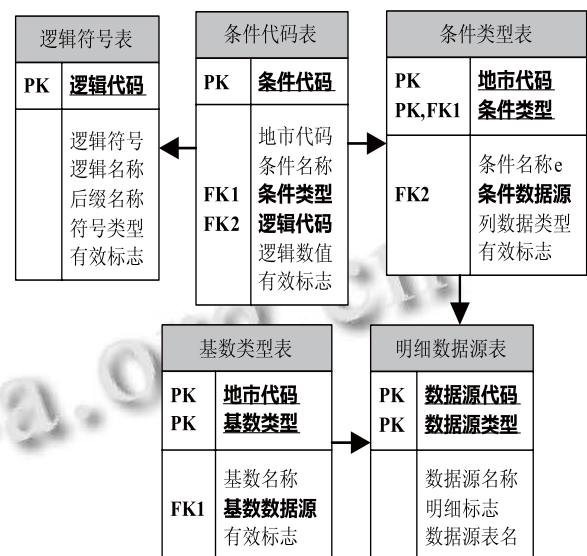 逻辑符号表
PK 逻辑代码
逻辑符号
逻辑名称
后缀名称
符号类型
有效标志
条件代码表
PK 条件代码
地市代码
条件名称
FK1 条件类型
FK2 逻辑代码
逻辑数值
有效标志
条件类型表
PK 地市代码
PK,FK1 条件类型
条件名称e
FK2 条件数据源
列数据类型
有效标志
基数类型表
PK 地市代码
PK 基数类型
基数名称
FK1 基数数据源
有效标志
明细数据源表
PK 数据源代码
PK 数据源类型
数据源名称
明细标志
数据源表名